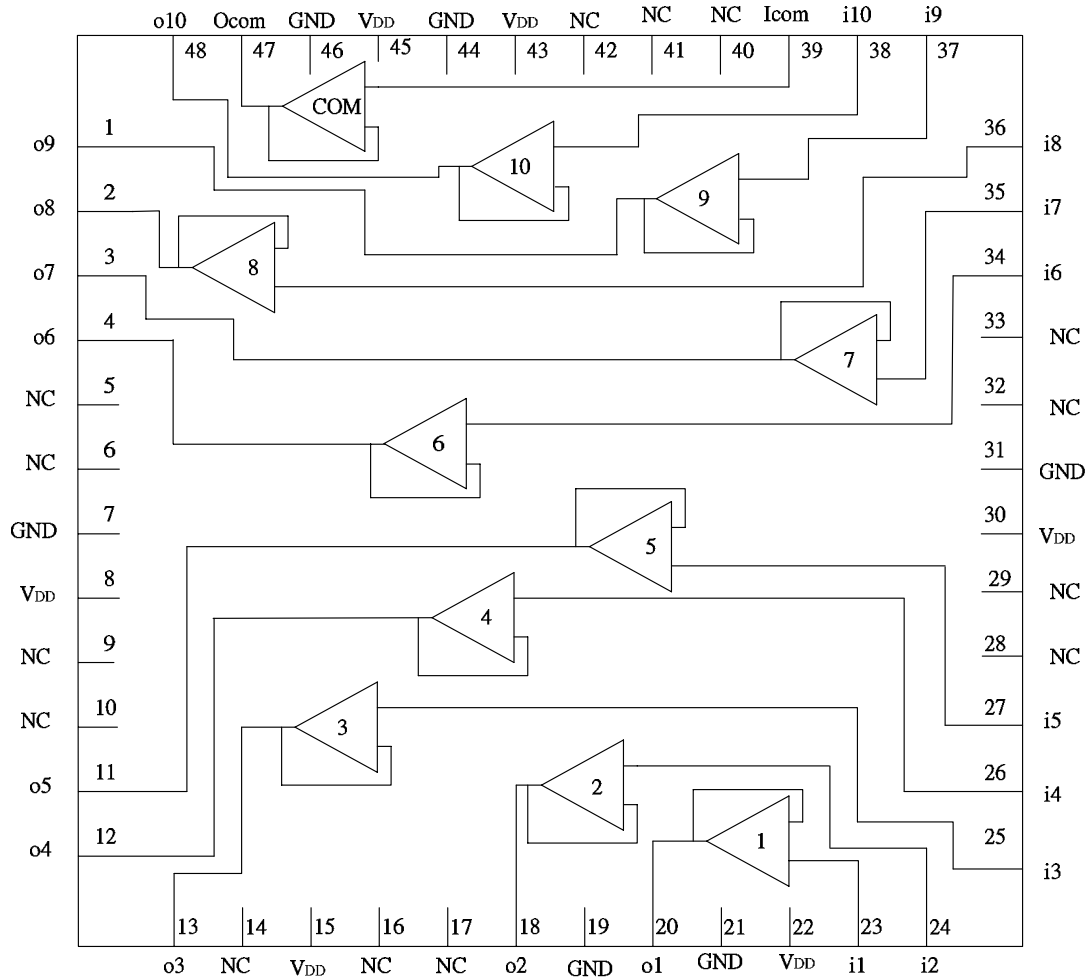 o10 Ocom GND VDD GND VDD NC NC NC Icom i10 i9
48 47 46 45 44 43 42 41 40 39 38 37
COM
1 36
o9 i8
10
2 9 35
o8 i7
3 8 34
o7 i6
4 33
o6 NC
7
5 32
NC NC
6 6 31
NC GND
7 30
GND VDD
5
8 29
VDD NC
4
9 28
NC NC
10 27
NC 3 i5
11 26
o5 2 i4
12 1 25
o4 i3
13 14 15 16 17 18 19 20 21 22 23 24
o3 NC VDD NC NC o2 GND o1 GND VDD i1 i2